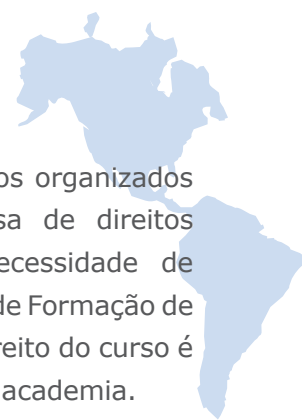 os organizados
sa de direitos
ecessidade de
de Formação de
reito do curso é
academia.